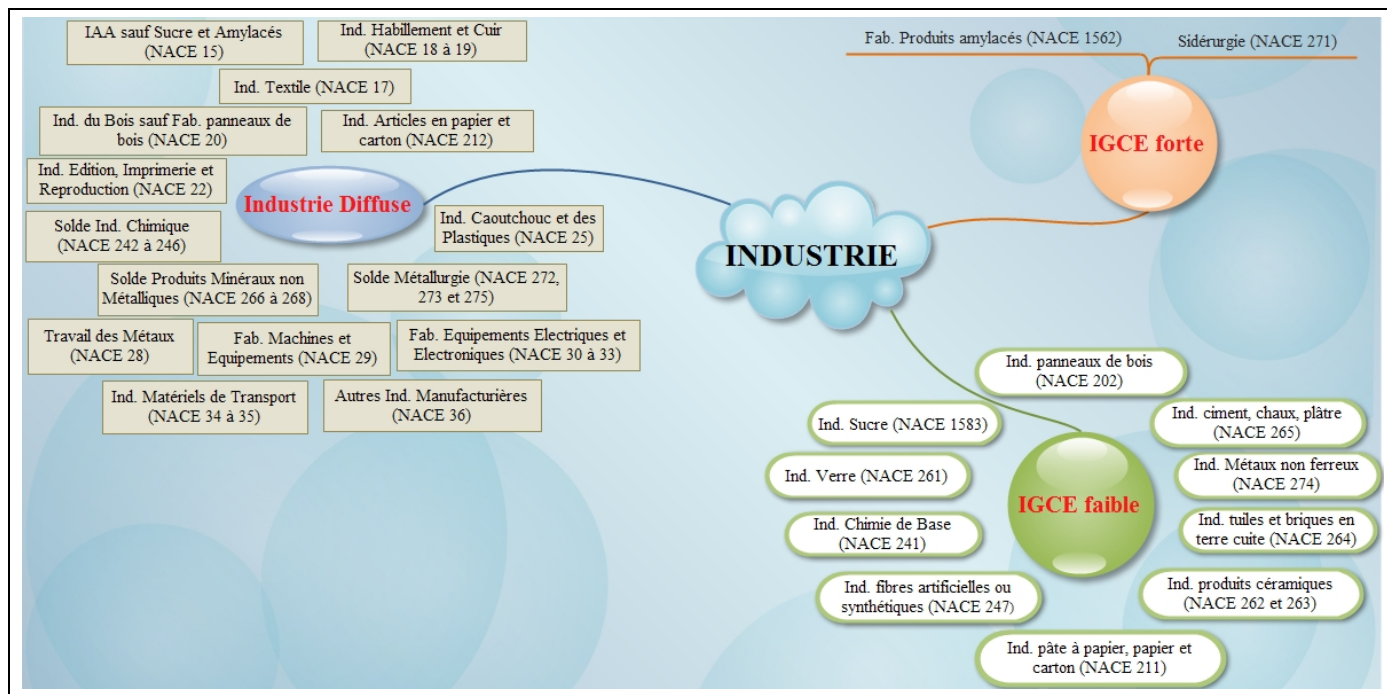 IAA sauf Sucre et Amylacés
(NACE 15)
Ind. Habillement et Cuir
(NACE 18 à 19)
Ind. Textile (NACE 17)
Ind. du Bois sauf Fab. panneaux de
bois (NACE 20)
Ind. Articles en papier et
carton (NACE 212)
Ind. Edition, Imprimerie et
Reproduction (NACE 22)
Industrie Diffuse
Solde Ind. Chimique
(NACE 242 à 246)
Ind. Caoutchouc et des
Plastiques (NACE 25)
Solde Produits Minéraux non
Métalliques (NACE 266 à 268)
Solde Métallurgie (NACE 272,
273 et 275)
Travail des Métaux
(NACE 28)
Fab. Machines et
Equipements (NACE 29)
Fab. Equipements Electriques et
Electroniques (NACE 30 à 33)
Ind. Matériels de Transport
(NACE 34 à 35)
Autres Ind. Manufacturières
(NACE 36)
INDUSTRIE
Fab. Produits amylacés (NACE 1562)
Sidérurgie (NACE 271)
IGCE forte
Ind. panneaux de bois
(NACE 202)
Ind. Sucre (NACE 1583)
Ind. ciment, chaux, plâtre
(NACE 265)
Ind. Verre (NACE 261)
Ind. Métaux non ferreux
(NACE 274)
IGCE faible
Ind. Chimie de Base
(NACE 241)
Ind. tuiles et briques en
terre cuite (NACE 264)
Ind. fibres artificielles ou
synthétiques (NACE 247)
Ind. produits céramiques
(NACE 262 et 263)
Ind. pâte à papier, papier et
carton (NACE 211)